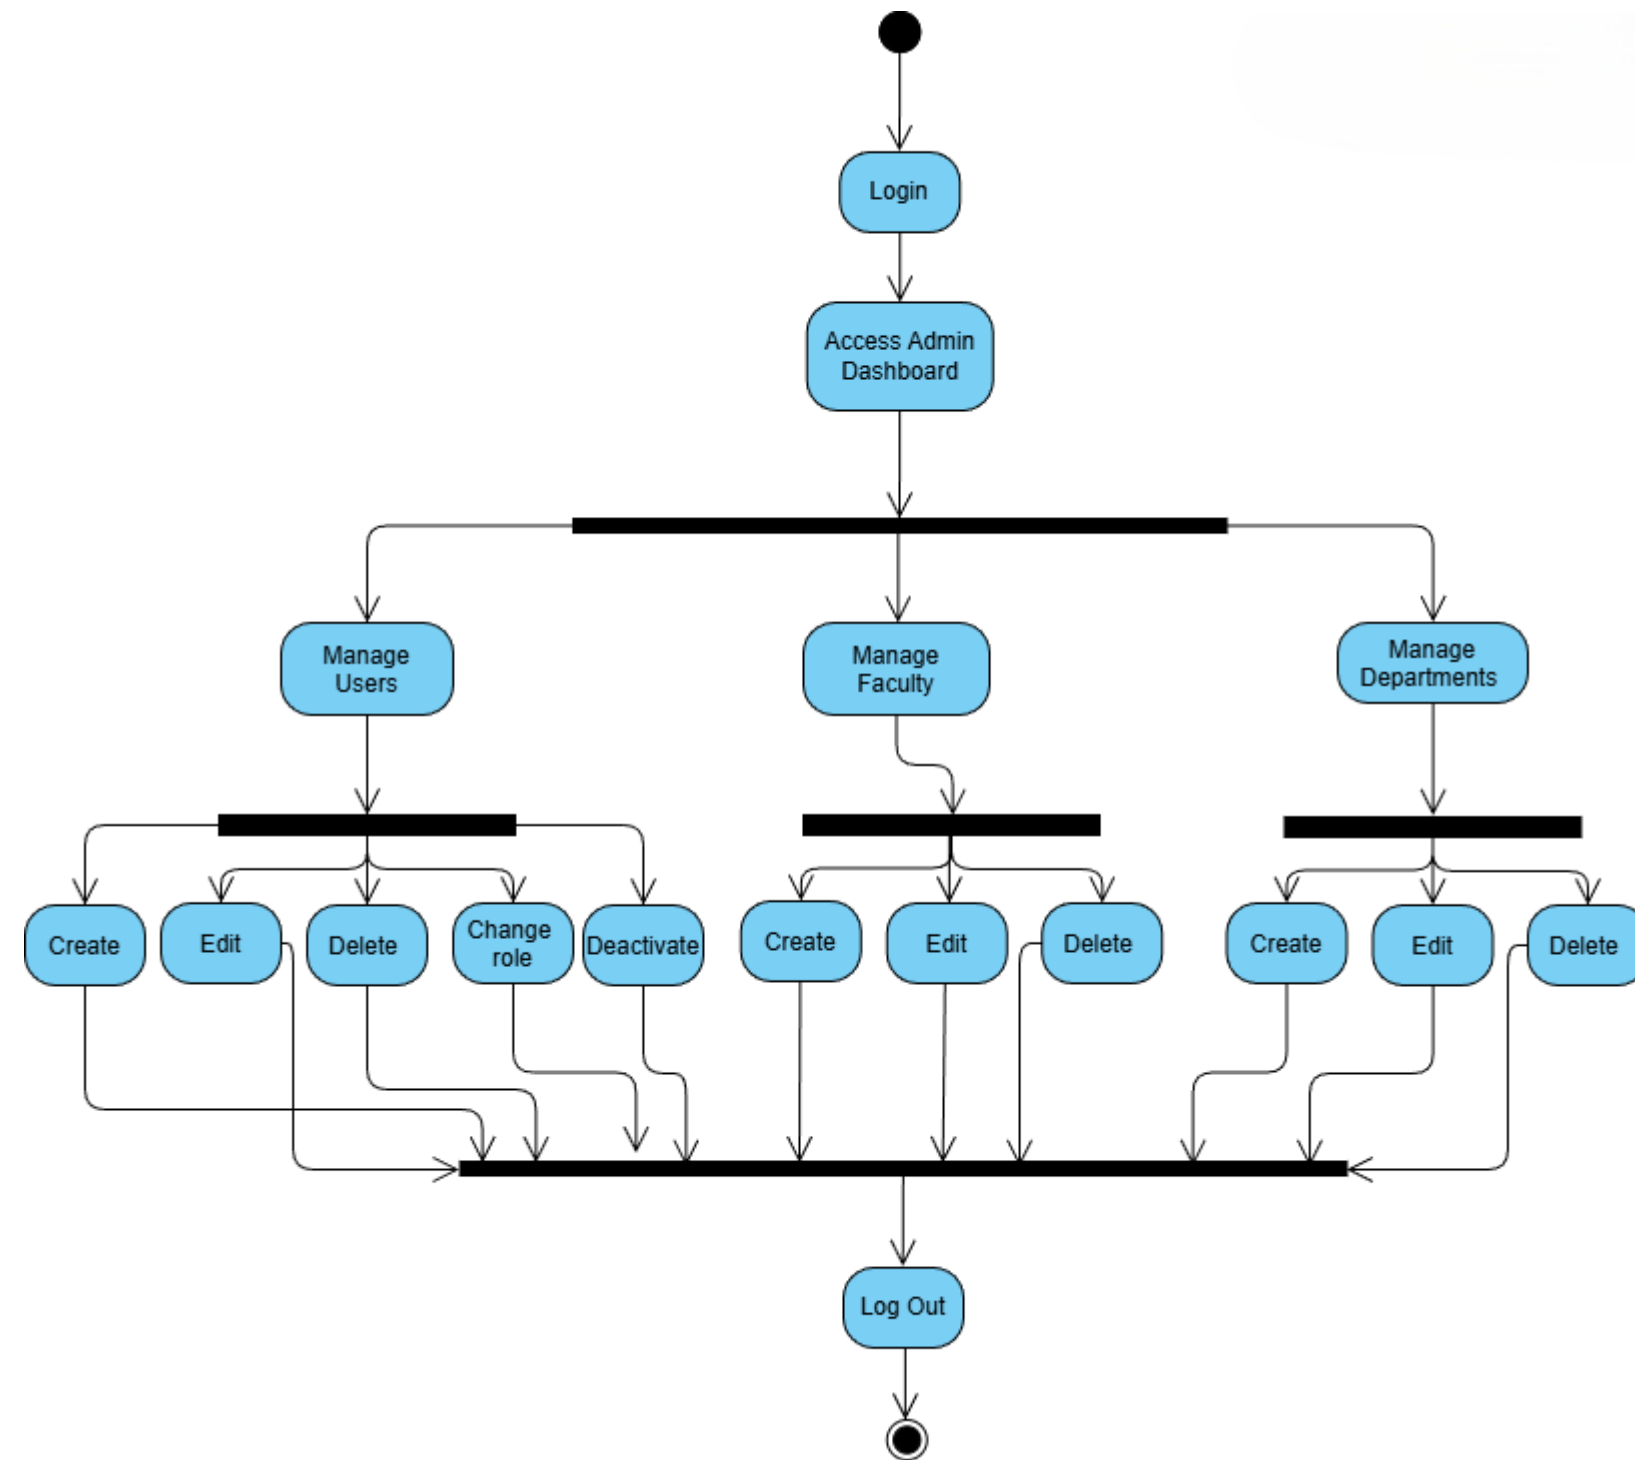 Login
Access Admin
Dashboard
Manage
Users
Manage
Faculty
Manage
Departments
Create
Edit
Delete
Change
role
Deactivate
Create
Edit
Delete
Create
Edit
Delete
Log Out